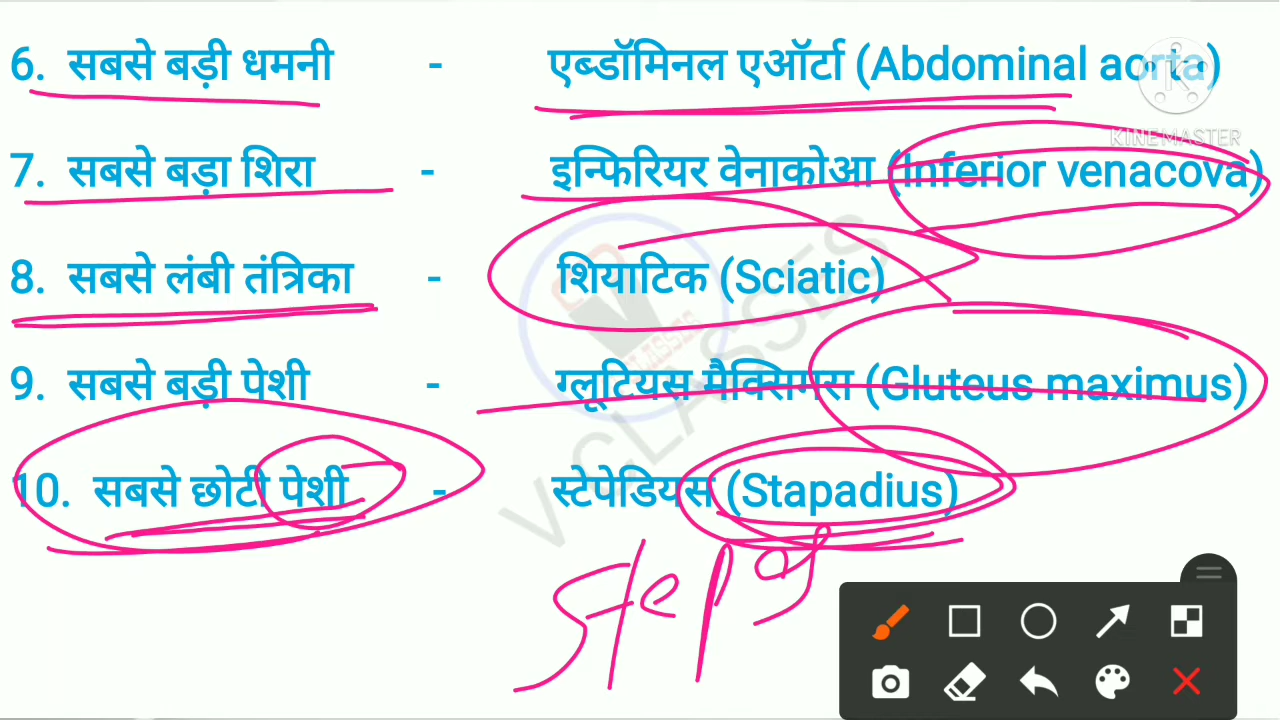 6. सबसे बड़ी धमनी - एब्डॉमिनल एऑर्टा (Abdominal aorta)
KINEMASTER
7. सबसे बड़ा शिरा - इन्फिरियर वेनाकोआ (Inferior venacova)
8. सबसे लंबी तंत्रिका - शियाटिक (Sciatic)
9. सबसे बड़ी पेशी - ग्लूटियस मैक्सिमस (Gluteus maximus)
10. सबसे छोटी पेशी - स्टेपेडियस (Stapadius)
V CLASSES